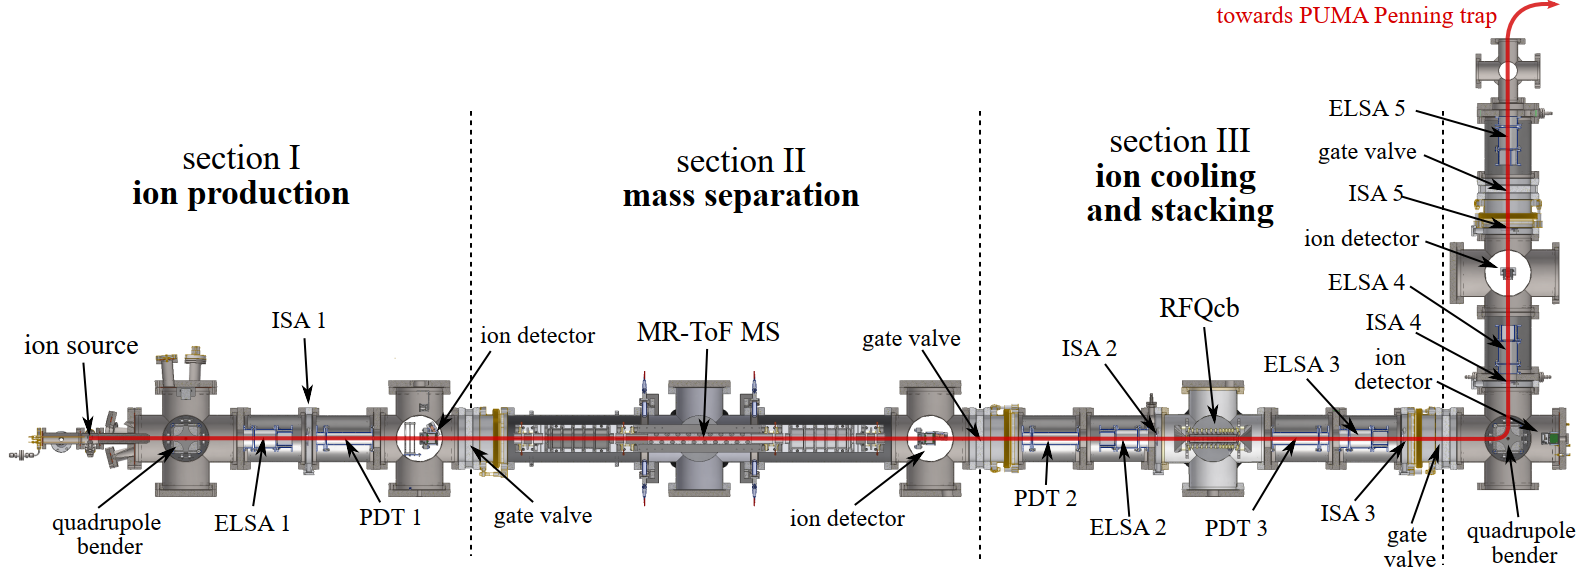 towards PUMA Penning trap
section I
ion production
section II
mass separation
section III
ion cooling
and stacking
ELSA 5
gate valve
ISA 5
ion detector
ELSA 4
ISA 4
ion
detector
ion source
ISA 1
ion detector
MR-ToF MS
gate valve
ISA 2
RFQcb
ELSA 3
quadrupole
bender
ELSA 1
PDT 1
gate valve
ion detector
PDT 2
ELSA 2
PDT 3
ISA 3
gate
valve
quadrupole
bender